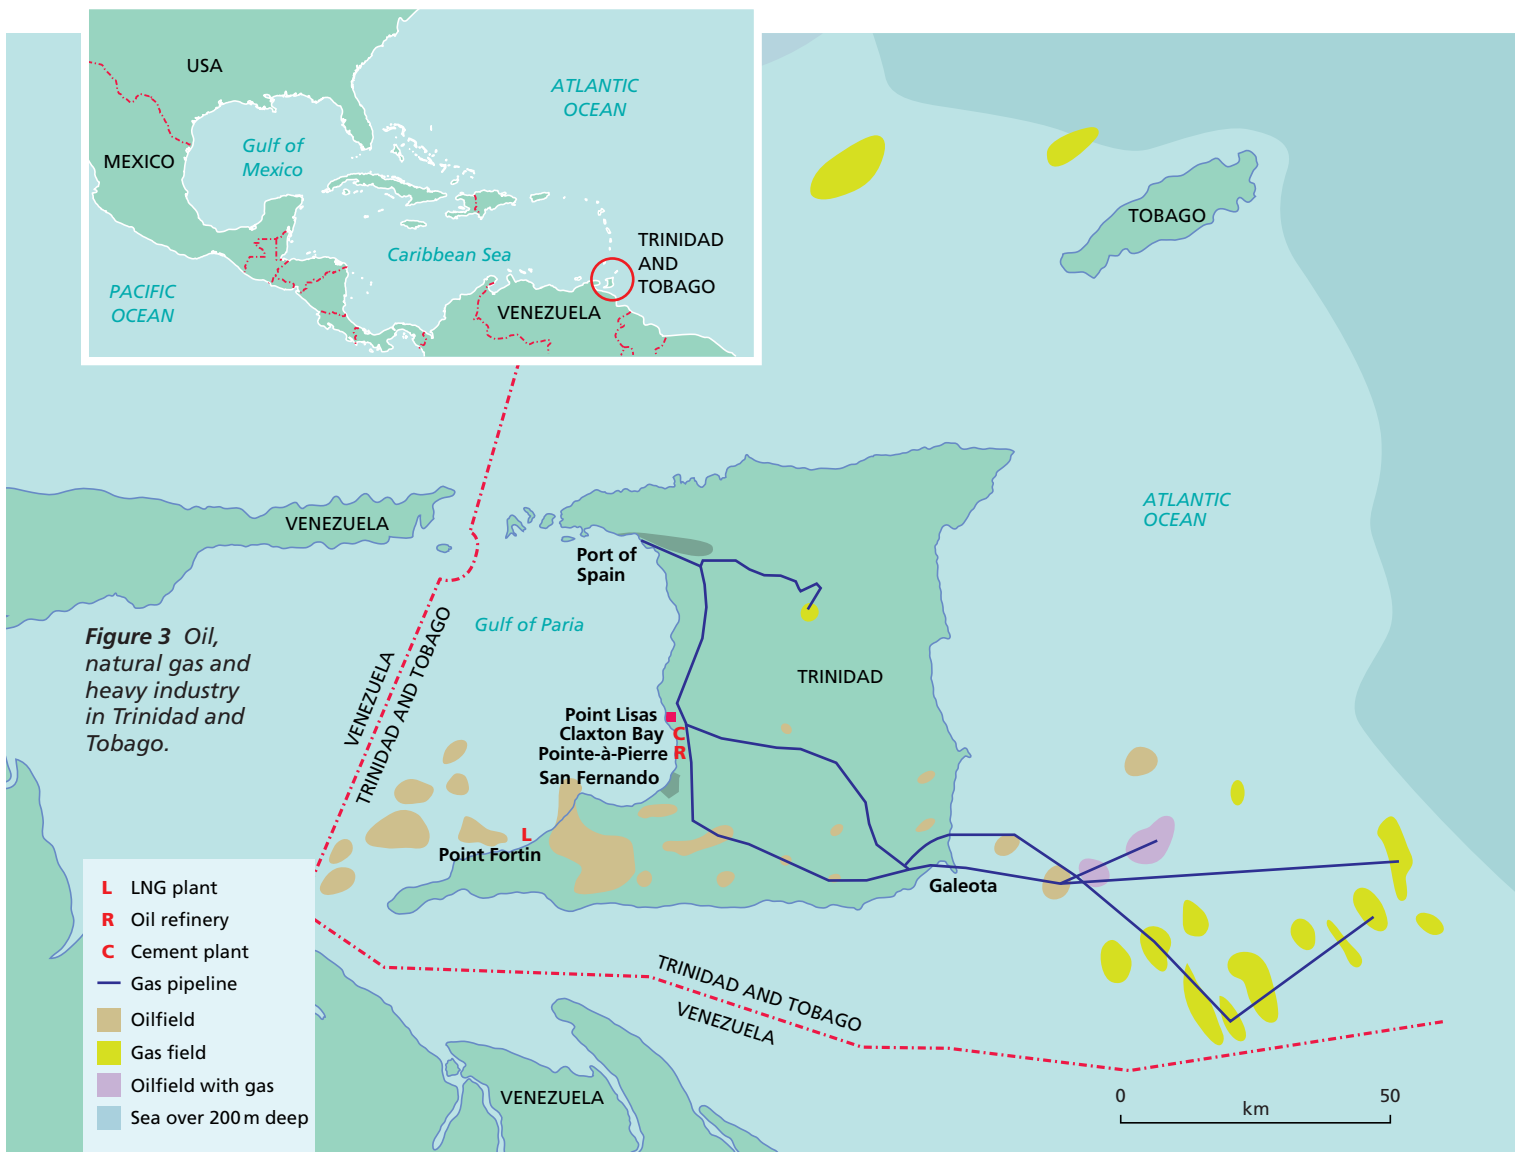 USA
ATLANTIC
OCEAN
Gulf of
Mexico
MEXICO
Caribbean Sea
TRINIDAD
AND
TOBAGO
PACIFIC
OCEAN
VENEZUELA
TOBAGO
VENEZUELA
ATLANTIC
OCEAN
Port of
Spain
Gulf of Paria
Figure 3 Oil,
natural gas and
heavy industry
in Trinidad and
Tobago.
VENEZUELA
TRINIDAD AND TOBAGO
TRINIDAD
Point Lisas
Claxton Bay C
Pointe-à-Pierre R
San Fernando
L
Point Fortin
Galeota
L LNG plant
R Oil refinery
C Cement plant
Gas pipeline
Oilfield
Gas field
Oilfield with gas
Sea over 200 m deep
TRINIDAD AND TOBAGO
VENEZUELA
VENEZUELA
0 50
km